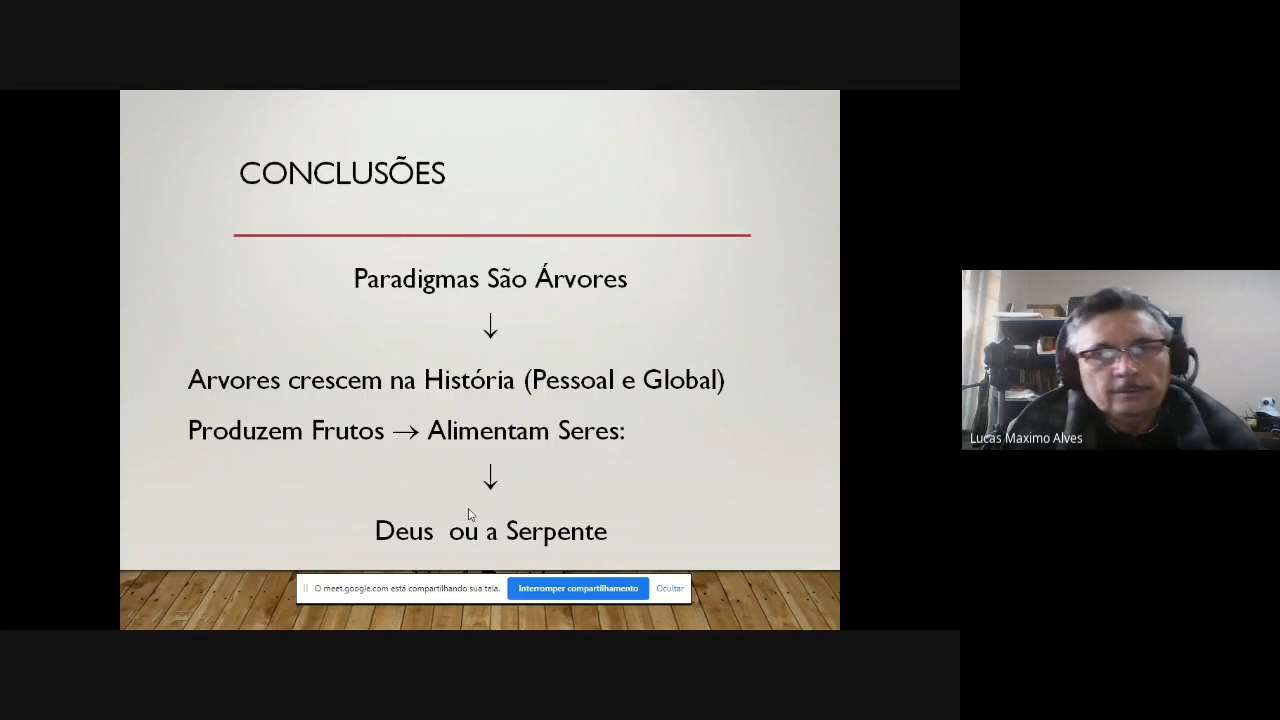 CONCLUSÕES
Paradigmas São Árvores
↓
Arvores crescem na História (Pessoal e Global)
Produzem Frutos → Alimentam Seres:
↓
Deus ou a Serpente
O meet.google.com está compartilhando sua tela. Interromper compartilhamento Ocultar
Lucas Maximo Alves